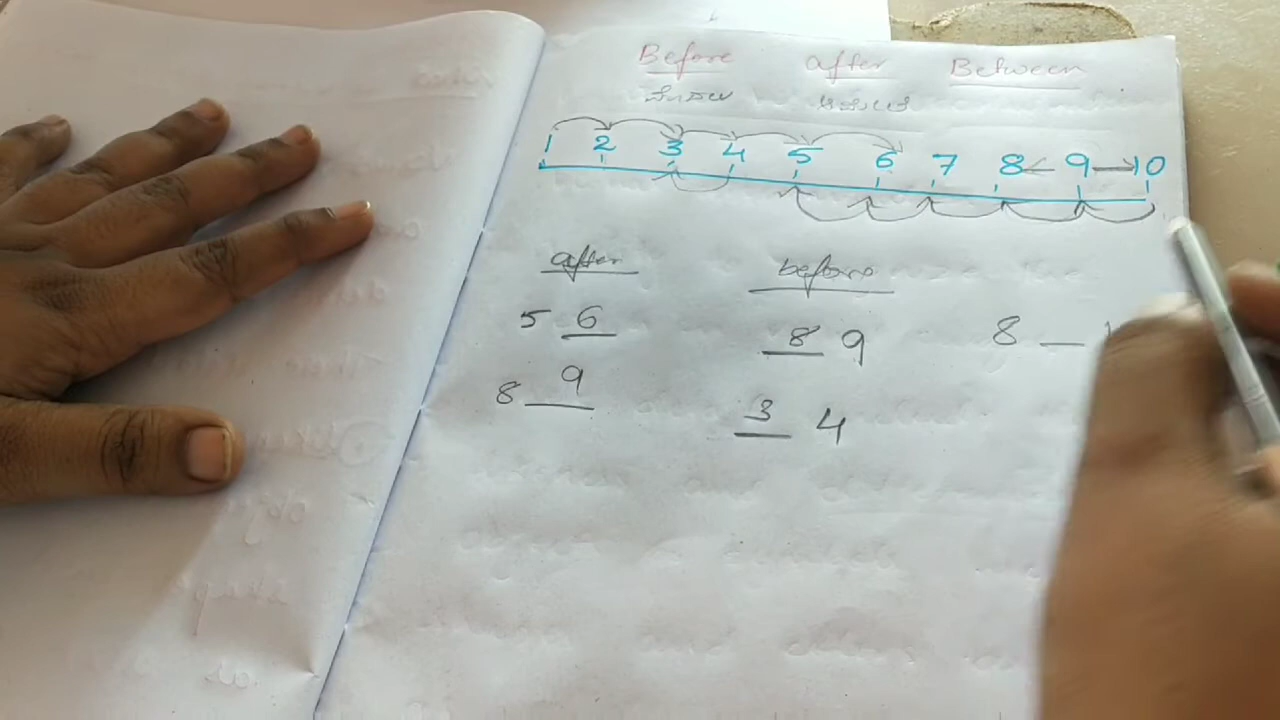 Before after Between
1 2 3 4 5 6 7 8 9 10
after before
5 6 8 9 8 _
8 9 3 4